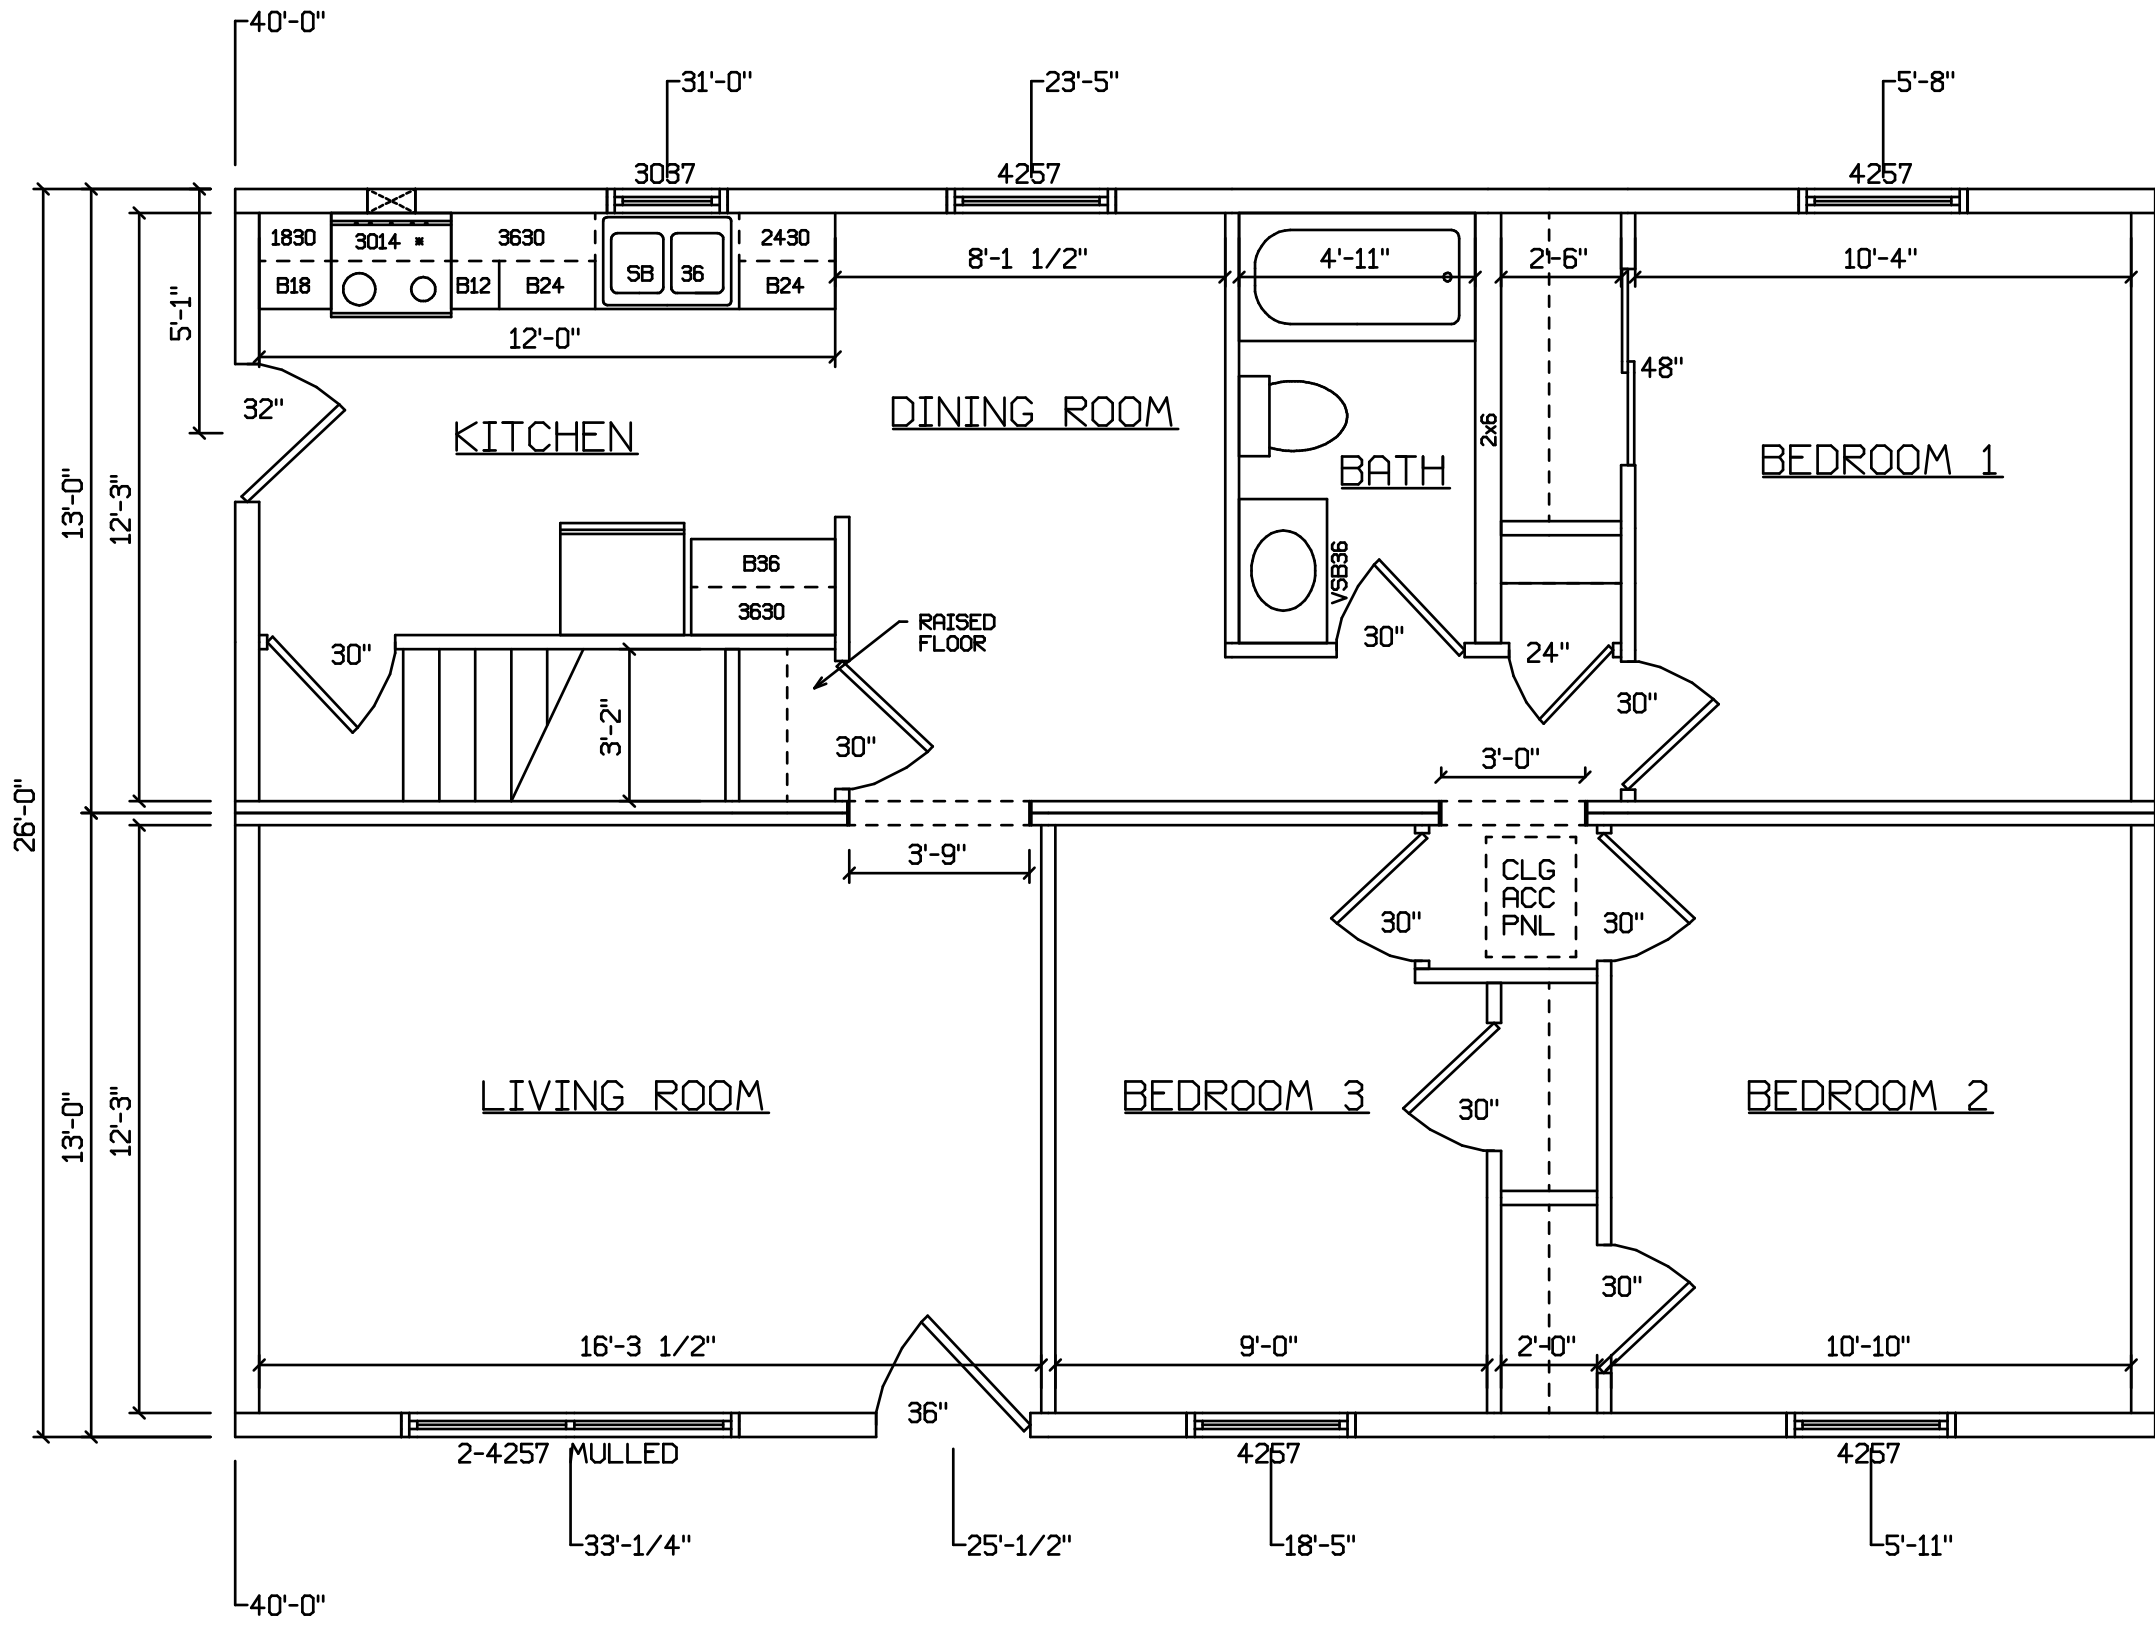 40'-0"
31'-0"
23'-5"
5'-8"
3037
4257
4257
1830
3014 *
3630
SB 36
2430
B18
B12
B24
B24
8'-1 1/2"
4'-11"
2'-6"
10'-4"
12'-0"
5'-1"
32"
48"
KITCHEN
DINING ROOM
BATH
2x6
BEDROOM 1
13'-0"
12'-3"
B36
3630
VSB36
RAISED
FLOOR
30"
30"
24"
30"
3'-2"
30"
3'-0"
26'-0"
3'-9"
CLG
ACC
PNL
30"
30"
LIVING ROOM
BEDROOM 3
BEDROOM 2
13'-0"
12'-3"
30"
30"
16'-3 1/2"
9'-0"
2'-0"
10'-10"
36"
2-4257 MULLED
4257
4257
33'-1/4"
25'-1/2"
18'-5"
5'-11"
40'-0"